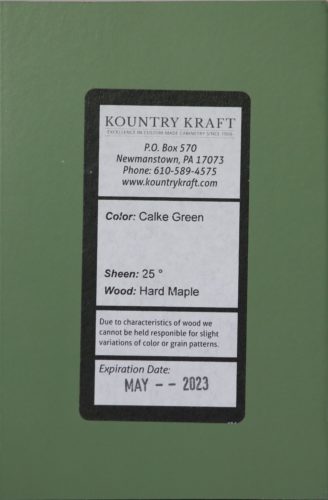 KOUNTRY KRAFT
EXCELLENCE IN CUSTOM MADE CABINETRY SINCE 1959
P.O. Box 570
Newmanstown, PA 17073
Phone: 610-589-4575
www.kountrykraft.com
Color: Calke Green
Sheen: 25 °
Wood: Hard Maple
Due to characteristics of wood we
cannot be held responible for slight
variations of color or grain patterns.
Expiration Date:
MAY -- 2023